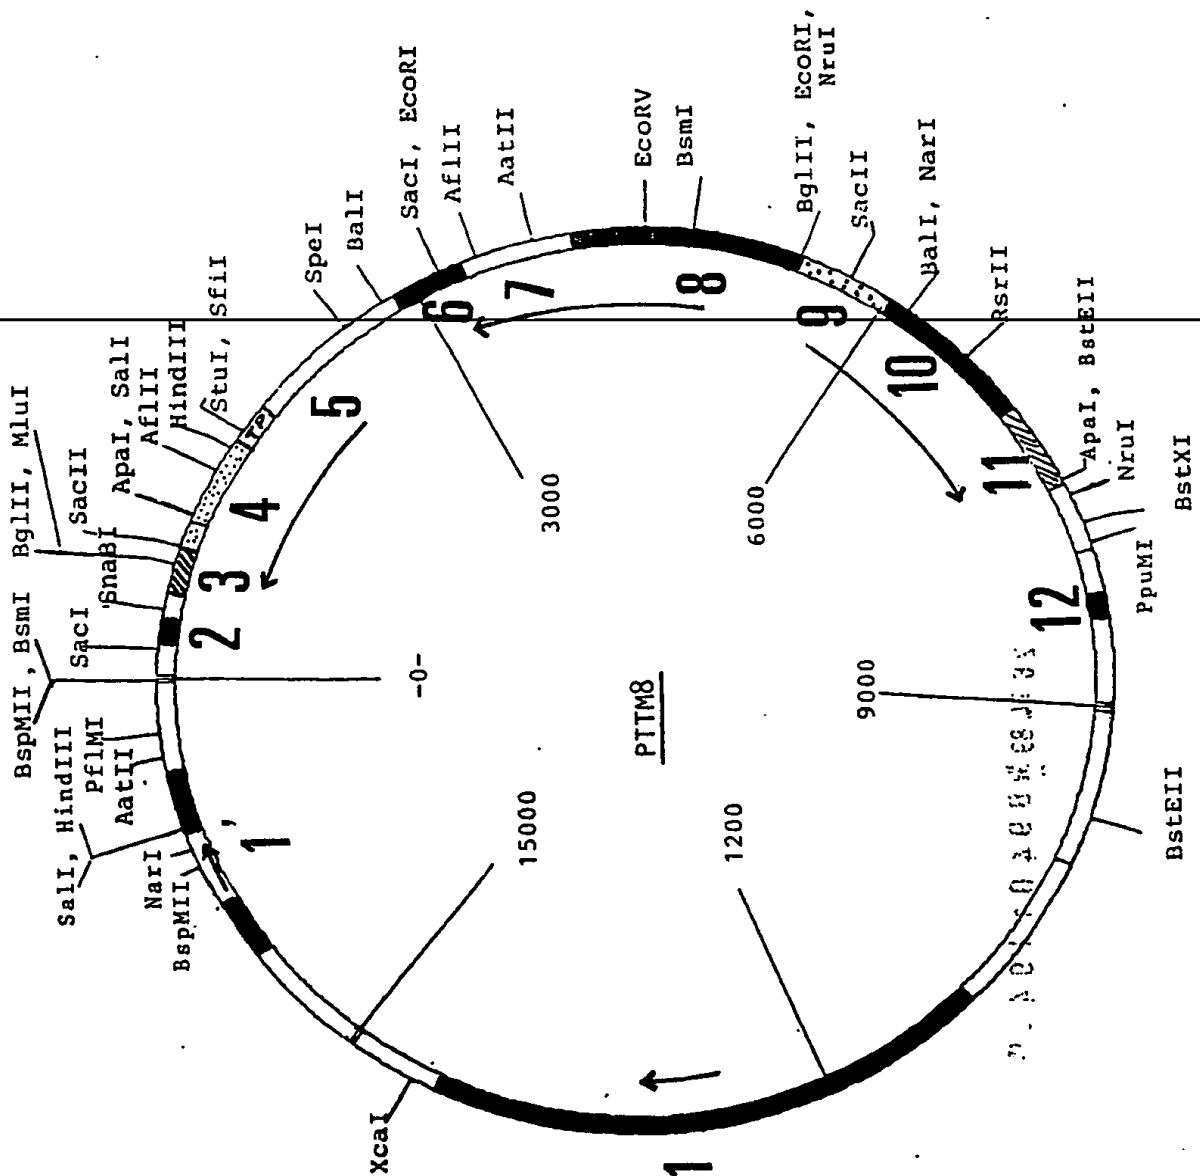 BspMII, BsmI
SacI
SnaBI
BglII, MluI
SacII
ApaI, SalI
AflII
HindIII
StuI, SfiI
SpeI
BalI
SacI, EcoRI
AflII
AatII
EcoRV
BsmI
BglII, EcoRI,
NruI
SacII
BalI, NarI
RsrII
ApaI, BstEII
NruI
BstXI
PpuMI
BstEII
XcaI
BspMII
NarI
SalI, HindIII
AatII
PflMI
TP
1'
2
3
4
5
6
7
8
9
10
11
12
1
-0-
3000
6000
9000
1200
15000
PTTM8